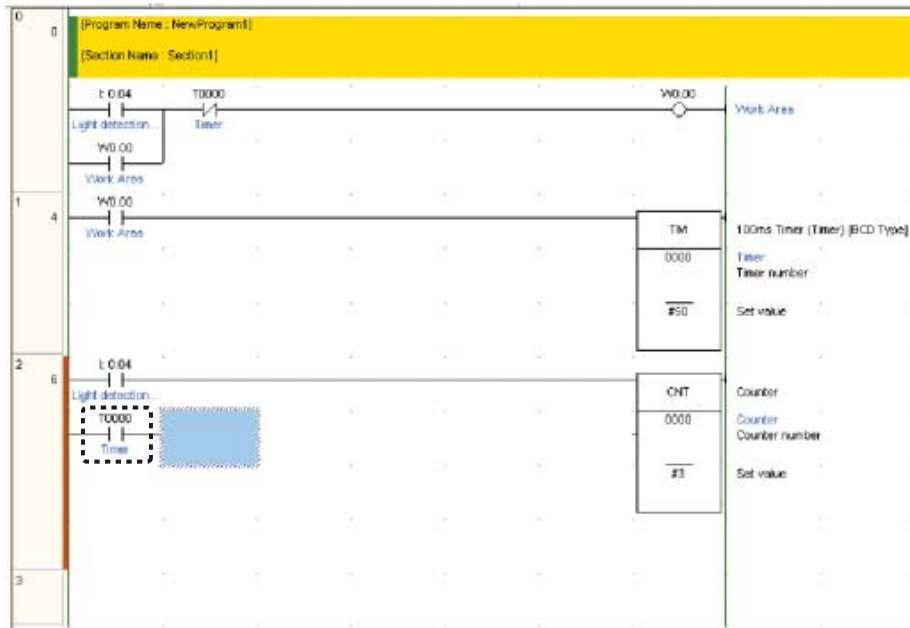 0
0 [Program Name : NewProgram1]
[Section Name : Section1]
I: 0.04 T0000 W0.00
Light detection... Timer Work Area
W0.00
Work Area
1
4 W0.00
Work Area
TIM 100ms Timer (Timer) [BCD Type]
0000 Timer
Timer number
#50 Set value
2
6 I: 0.04
Light detection...
CNT Counter
T0000 0000 Counter
Timer Counter number
#3 Set value
3